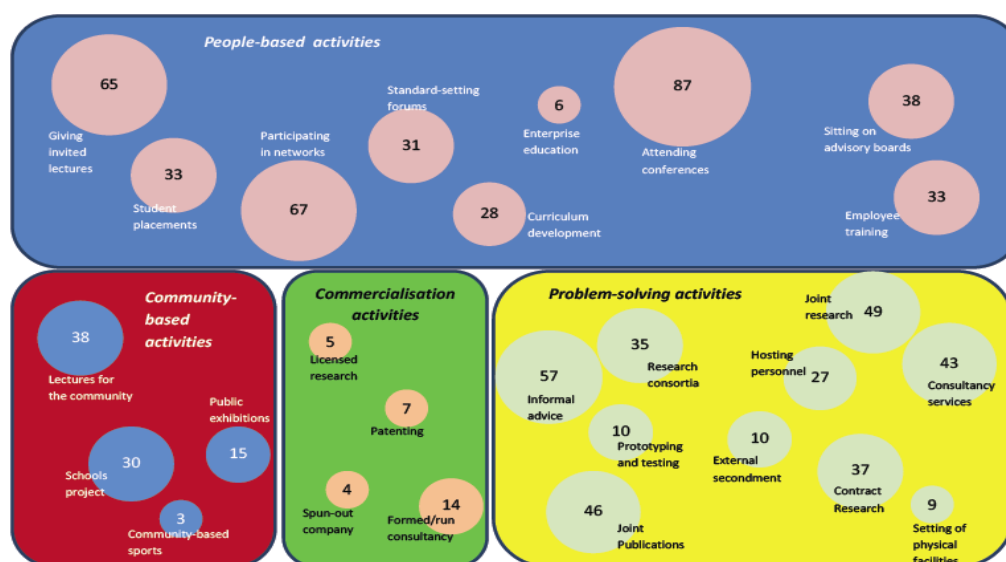 People-based activities
65
Giving
invited
lectures
33
Student
placements
Participating
in networks
67
Standard-setting
forums
31
28
Curriculum
development
6
Enterprise
education
87
Attending
conferences
38
Sitting on
advisory boards
33
Employee
training
Community-
based
activities
38
Lectures for
the community
Public
exhibitions
15
30
Schools
project
3
Community-based
sports
Commercialisation
activities
5
Licensed
research
7
Patenting
4
Spun-out
company
14
Formed/run
consultancy
Problem-solving activities
57
Informal
advice
35
Research
consortia
10
Prototyping
and testing
46
Joint
Publications
Joint
research
49
Hosting
personnel
27
43
Consultancy
services
10
External
secondment
37
Contract
Research
9
Setting of
physical
facilities